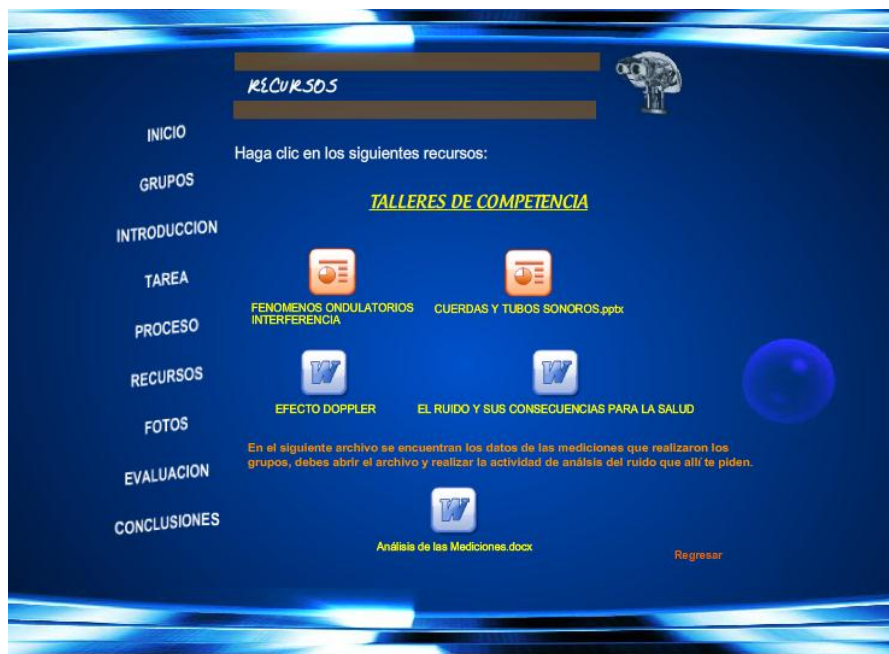 RECURSOS
INICIO
GRUPOS
INTRODUCCION
TAREA
PROCESO
RECURSOS
FOTOS
EVALUACION
CONCLUSIONES
Haga clic en los siguientes recursos:
TALLERES DE COMPETENCIA
FENOMENOS ONDULATORIOS
INTERFERENCIA
CUERDAS Y TUBOS SONOROS.pptx
EFECTO DOPPLER
EL RUIDO Y SUS CONSECUENCIAS PARA LA SALUD
En el siguiente archivo se encuentran los datos de las mediciones que realizaron los
grupos, debes abrir el archivo y realizar la actividad de análsis del ruido que allí te piden.
Análisis de las Mediciones.docx
Regresar